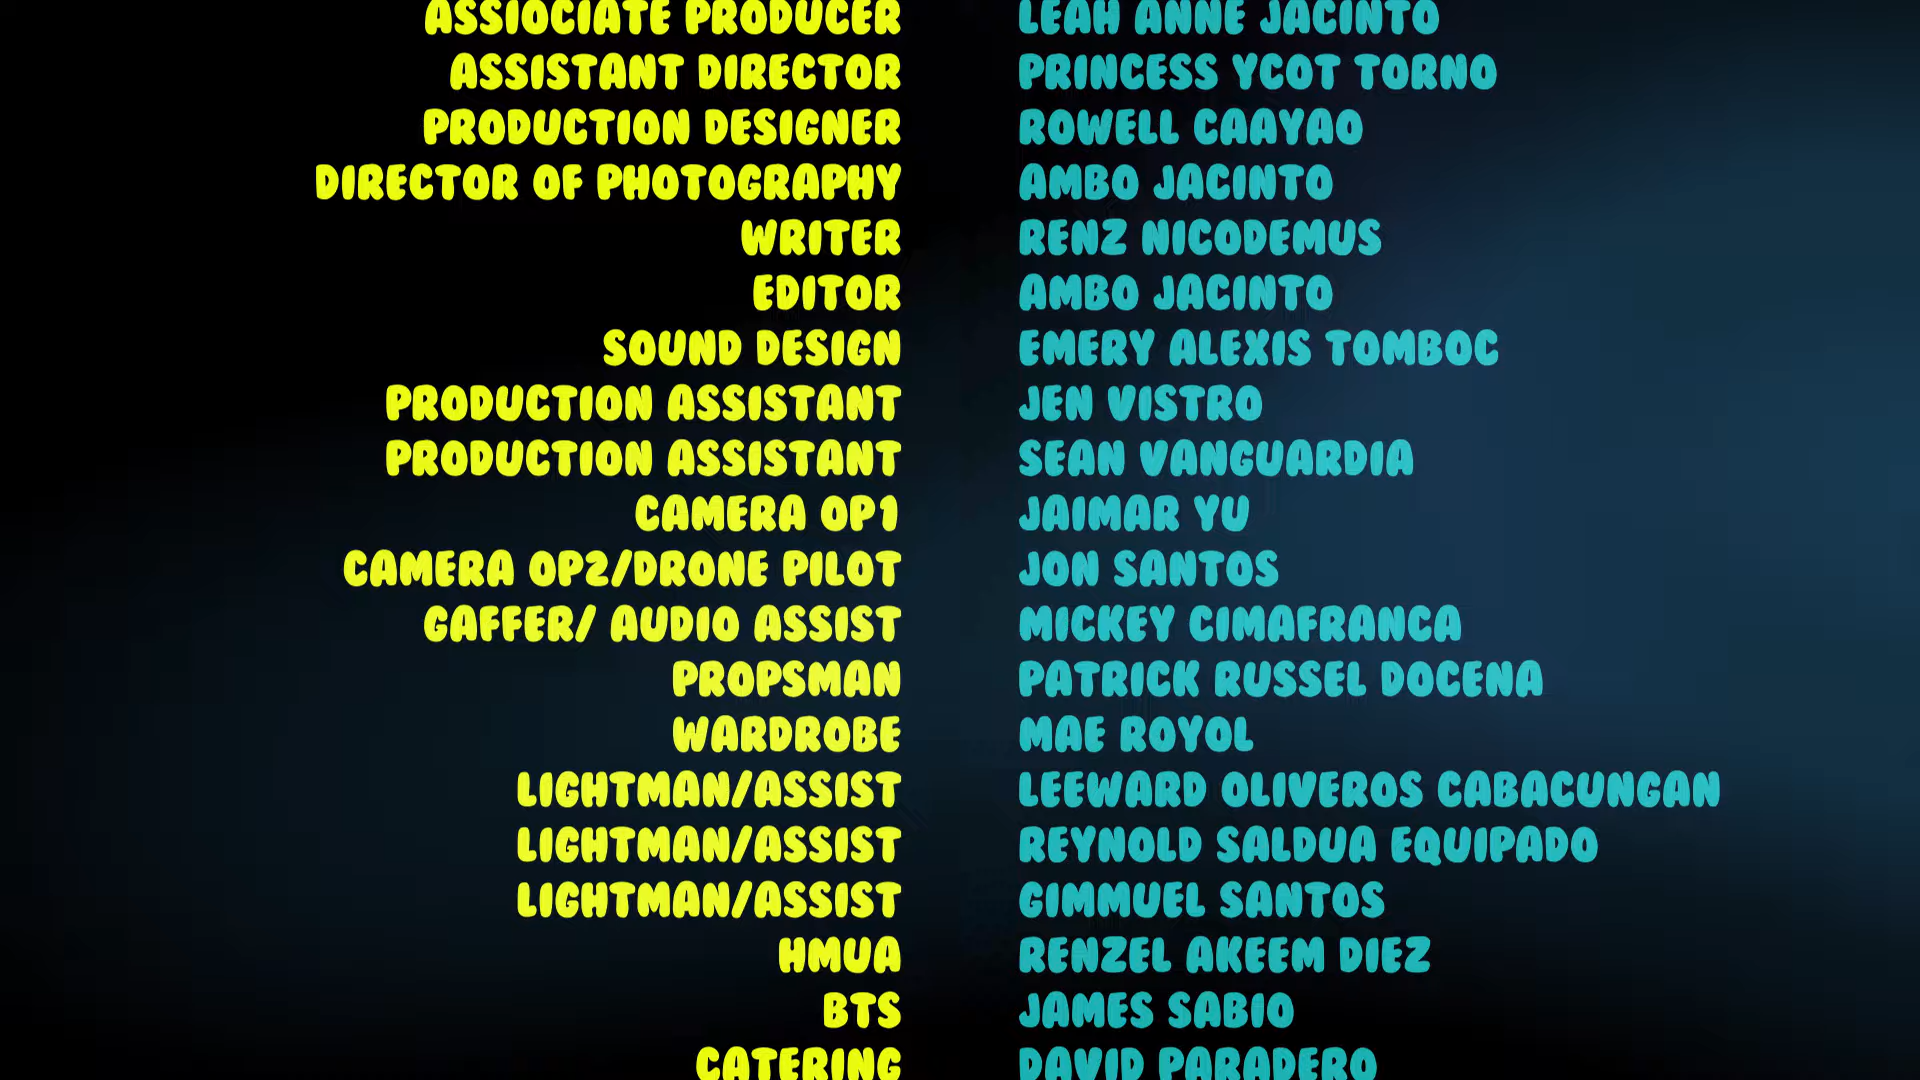 ASSIOCIATE PRODUCER LEAH ANNE JACINTO
ASSISTANT DIRECTOR PRINCESS YCOT TORNO
PRODUCTION DESIGNER ROWELL CAAYAO
DIRECTOR OF PHOTOGRAPHY AMBO JACINTO
WRITER RENZ NICODEMUS
EDITOR AMBO JACINTO
SOUND DESIGN EMERY ALEXIS TOMBOC
PRODUCTION ASSISTANT JEN VISTRO
PRODUCTION ASSISTANT SEAN VANGUARDIA
CAMERA OP1 JAIMAR YU
CAMERA OP2/DRONE PILOT JON SANTOS
GAFFER/ AUDIO ASSIST MICKEY CIMAFRANCA
PROPSMAN PATRICK RUSSEL DOCENA
WARDROBE MAE ROYOL
LIGHTMAN/ASSIST LEEWARD OLIVEROS CABACUNGAN
LIGHTMAN/ASSIST REYNOLD SALDUA EQUIPADO
LIGHTMAN/ASSIST GIMMUEL SANTOS
HMUA RENZEL AKEEM DIEZ
BTS JAMES SABIO
CATERING DAVID PARADERO